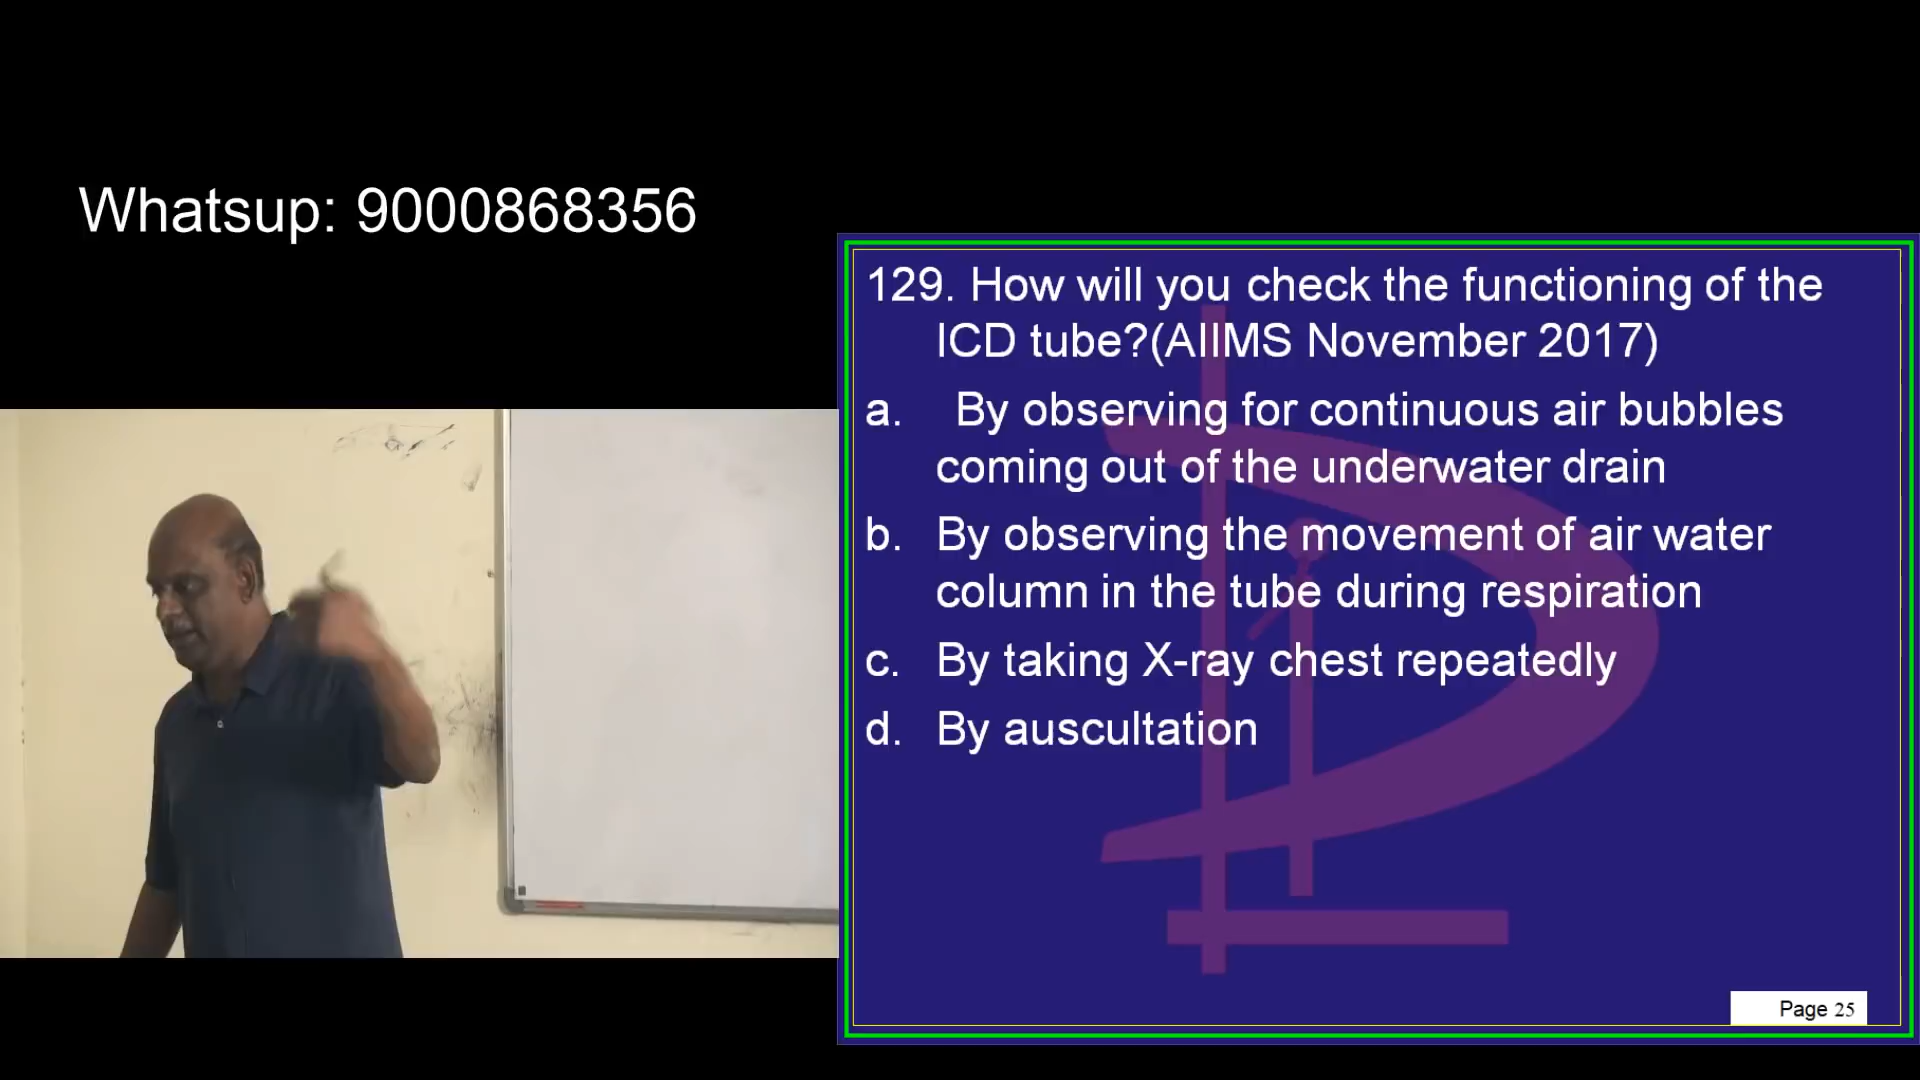 Whatsup: 9000868356
129. How will you check the functioning of the
ICD tube?(AIIMS November 2017)
a. By observing for continuous air bubbles
coming out of the underwater drain
b. By observing the movement of air water
column in the tube during respiration
c. By taking X-ray chest repeatedly
d. By auscultation
Page 25